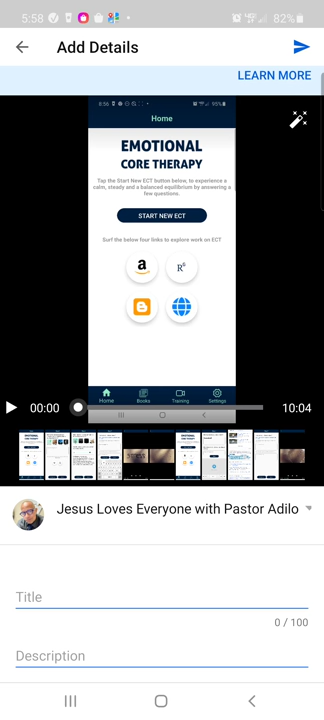 5:58
82%
Add Details
LEARN MORE
8:56
95%
Home
EMOTIONAL
CORE THERAPY
Tap the Start New ECT button below, to experience a
calm, steady and a balanced equilibrium by answering a
few questions.
START NEW ECT
Surf the below four links to explore work on ECT
a
R6
Home
Books
Training
Settings
00:00
10:04
Jesus Loves Everyone with Pastor Adilo
Title
0 / 100
Description